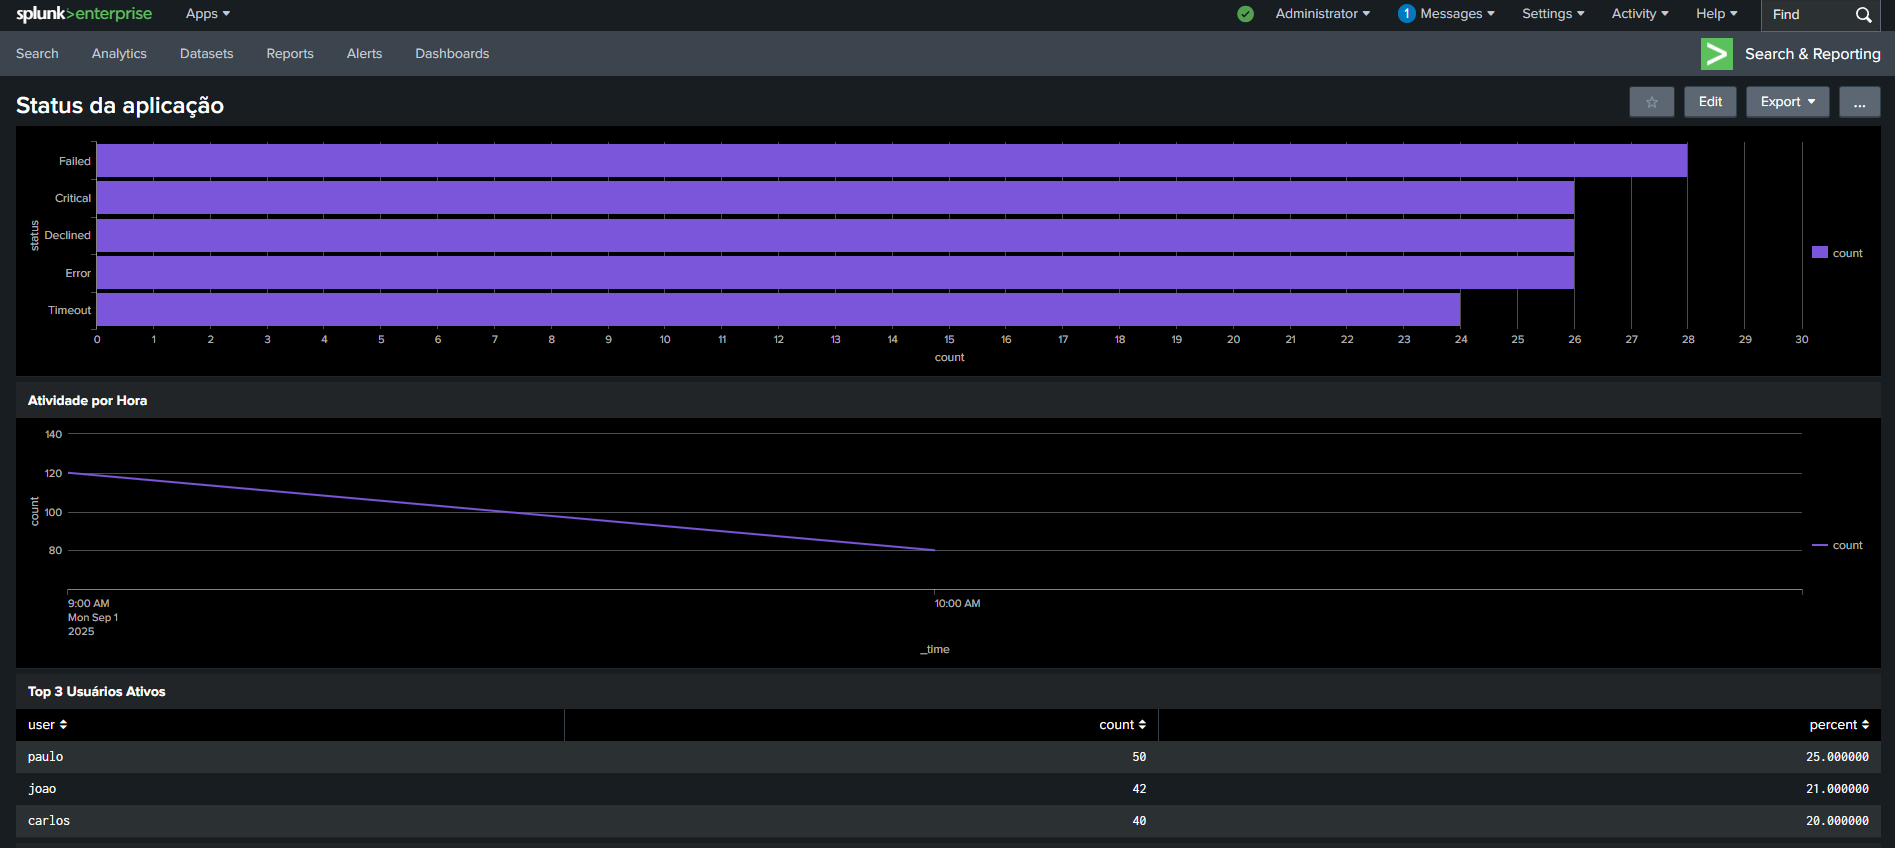 splunk>enterprise Apps Administrator 1 Messages Settings Activity Help Find
Search Analytics Datasets Reports Alerts Dashboards > Search & Reporting
Status da aplicação Edit Export ...
status
Failed
Critical
Declined
Error
Timeout
0 1 2 3 4 5 6 7 8 9 10 11 12 13 14 15 16 17 18 19 20 21 22 23 24 25 26 27 28 29 30
count
count
Atividade por Hora
count
140
120
100
80
9:00 AM 10:00 AM
Mon Sep 1
2025
_time
count
Top 3 Usuários Ativos
user count percent
paulo 50 25.000000
joao 42 21.000000
carlos 40 20.000000